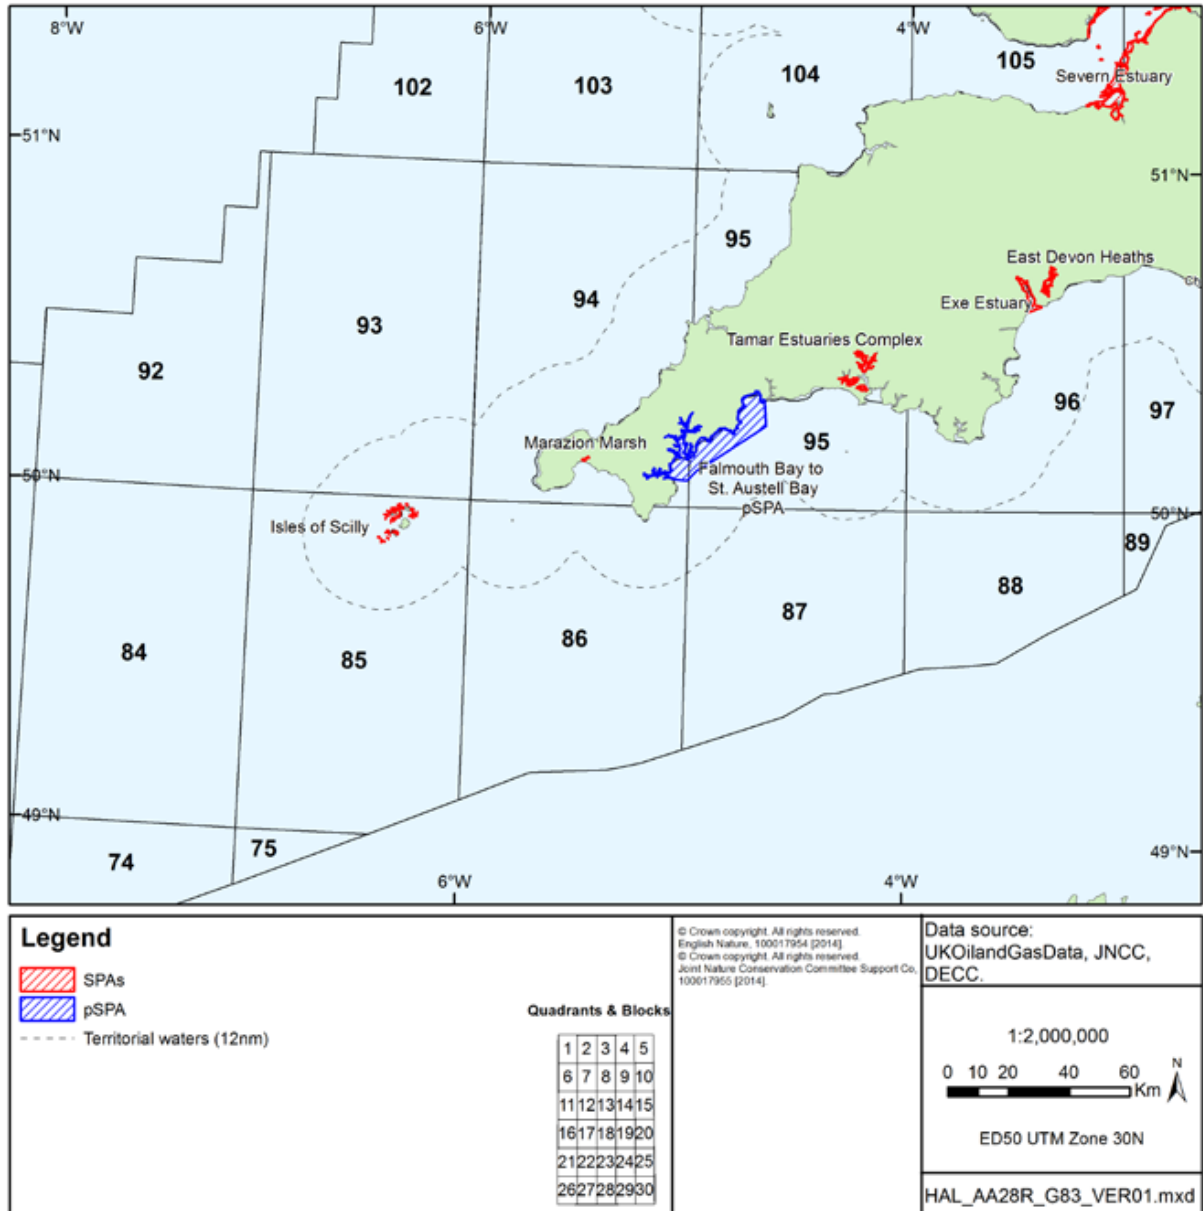 8°W
6°W
4°W
102
103
104
105
Severn Estuary
51°N
51°N
95
East Devon Heaths
94
Exe Estuary
93
Tamar Estuaries Complex
92
96
97
Marazion Marsh
95
50°N
Falmouth Bay to
St. Austell Bay
pSPA
50°N
Isles of Scilly
89
88
87
86
84
85
49°N
75
49°N
74
6°W
4°W
Legend
SPAs
pSPA
Territorial waters (12nm)
Quadrants & Blocks
1 2 3 4 5
6 7 8 9 10
11 12 13 14 15
16 17 18 19 20
21 22 23 24 25
26 27 28 29 30
© Crown copyright. All rights reserved.
English Nature, 100017954 [2014].
© Crown copyright. All rights reserved.
Joint Nature Conservation Committee Support Co,
100017955 [2014].
Data source:
UKOilandGasData, JNCC,
DECC.
1:2,000,000
0 10 20 40 60
Km
N
ED50 UTM Zone 30N
HAL_AA28R_G83_VER01.mxd